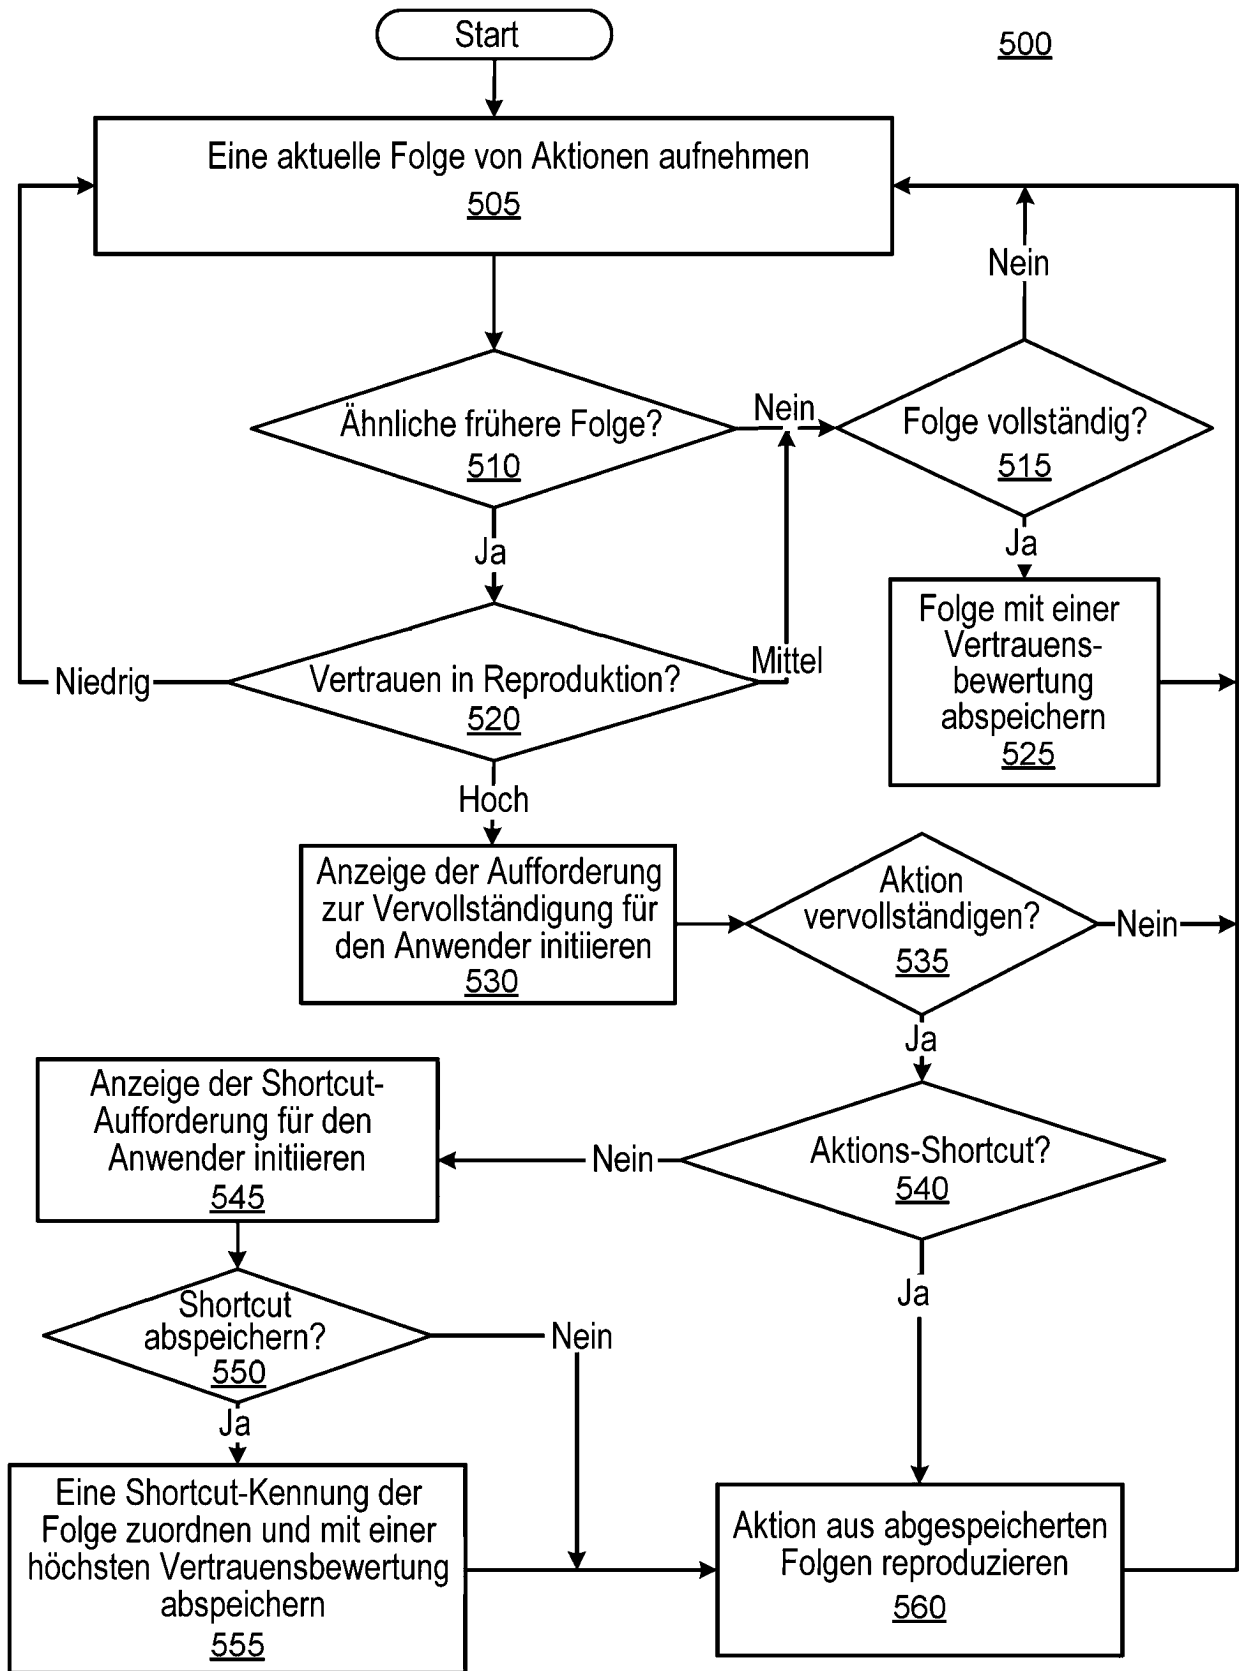 Start
500
Eine aktuelle Folge von Aktionen aufnehmen
505
Nein
Ähnliche frühere Folge?
510
Nein
Folge vollständig?
515
Ja
Ja
Folge mit einer
Vertrauens-
bewertung
abspeichern
525
Niedrig
Vertrauen in Reproduktion?
520
Mittel
Hoch
Anzeige der Aufforderung
zur Vervollständigung für
den Anwender initiieren
530
Aktion
vervollständigen?
535
Nein
Ja
Anzeige der Shortcut-
Aufforderung für den
Anwender initiieren
545
Nein
Aktions-Shortcut?
540
Ja
Shortcut
abspeichern?
550
Nein
Ja
Eine Shortcut-Kennung der
Folge zuordnen und mit einer
höchsten Vertrauensbewertung
abspeichern
555
Aktion aus abgespeicherten
Folgen reproduzieren
560